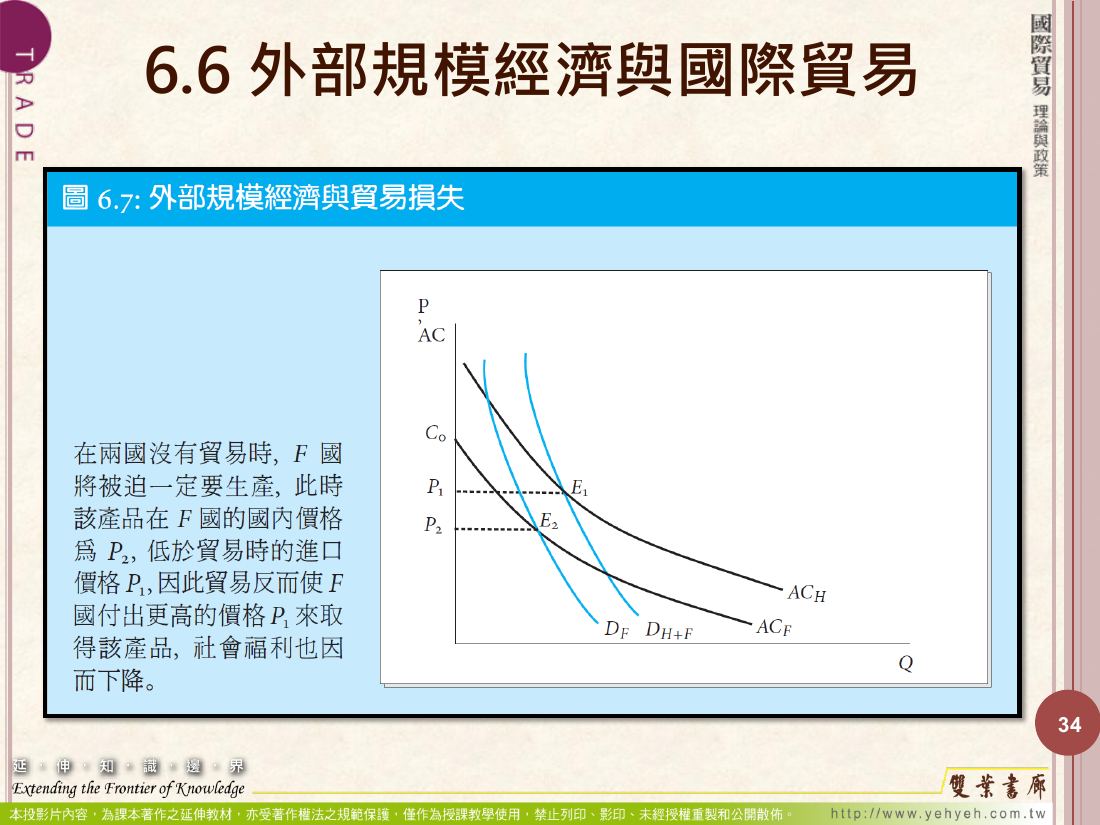 TRADE
6.6 外部規模經濟與國際貿易
國際貿易 理論與政策
圖 6.7: 外部規模經濟與貿易損失
在兩國沒有貿易時, F 國
將被迫一定要生產, 此時
該產品在 F 國的國內價格
爲 P₂, 低於貿易時的進口
價格 P₁, 因此貿易反而使 F
國付出更高的價格 P₁ 來取
得該產品, 社會福利也因
而下降。
P
,
AC
C₀
P₁
E₁
P₂
E₂
AC_H
D_F
D_{H+F}
AC_F
Q
34
延 ‧ 伸 ‧ 知 ‧ 識 ‧ 邊 ‧ 界
Extending the Frontier of Knowledge
雙葉書廊
本投影片內容，為課本著作之延伸教材，亦受著作權法之規範保護，僅作為授課教學使用，禁止列印、影印、未經授權重製和公開散佈。
http://www.yehyeh.com.tw